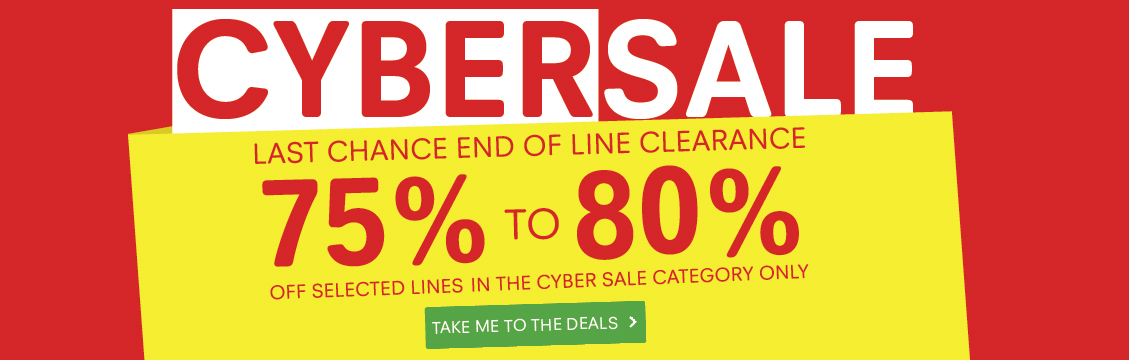 CYBERSALE
LAST CHANCE END OF LINE CLEARANCE
75% TO 80%
OFF SELECTED LINES IN THE CYBER SALE CATEGORY ONLY
TAKE ME TO THE DEALS >